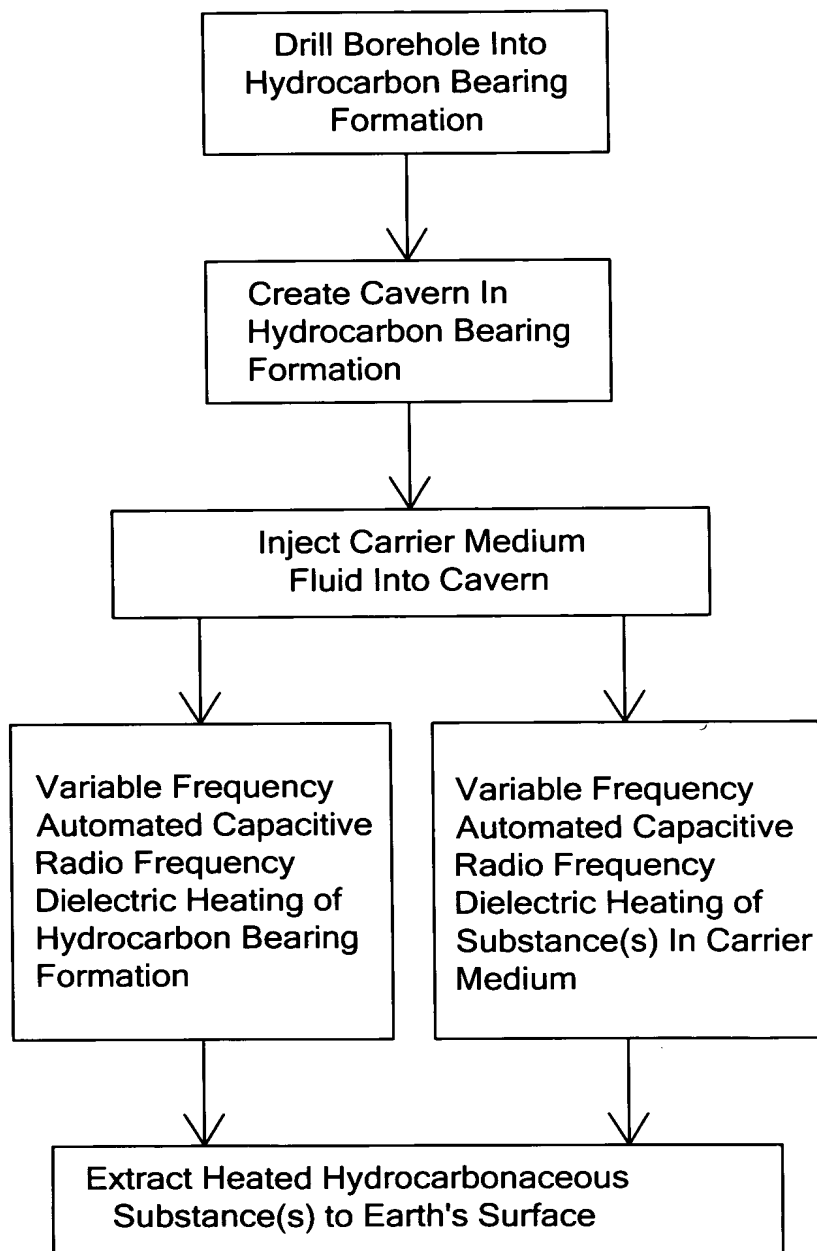 Drill Borehole Into
Hydrocarbon Bearing
Formation
Create Cavern In
Hydrocarbon Bearing
Formation
Inject Carrier Medium
Fluid Into Cavern
Variable Frequency
Automated Capacitive
Radio Frequency
Dielectric Heating of
Hydrocarbon Bearing
Formation
Variable Frequency
Automated Capacitive
Radio Frequency
Dielectric Heating of
Substance(s) In Carrier
Medium
Extract Heated Hydrocarbonaceous
Substance(s) to Earth's Surface